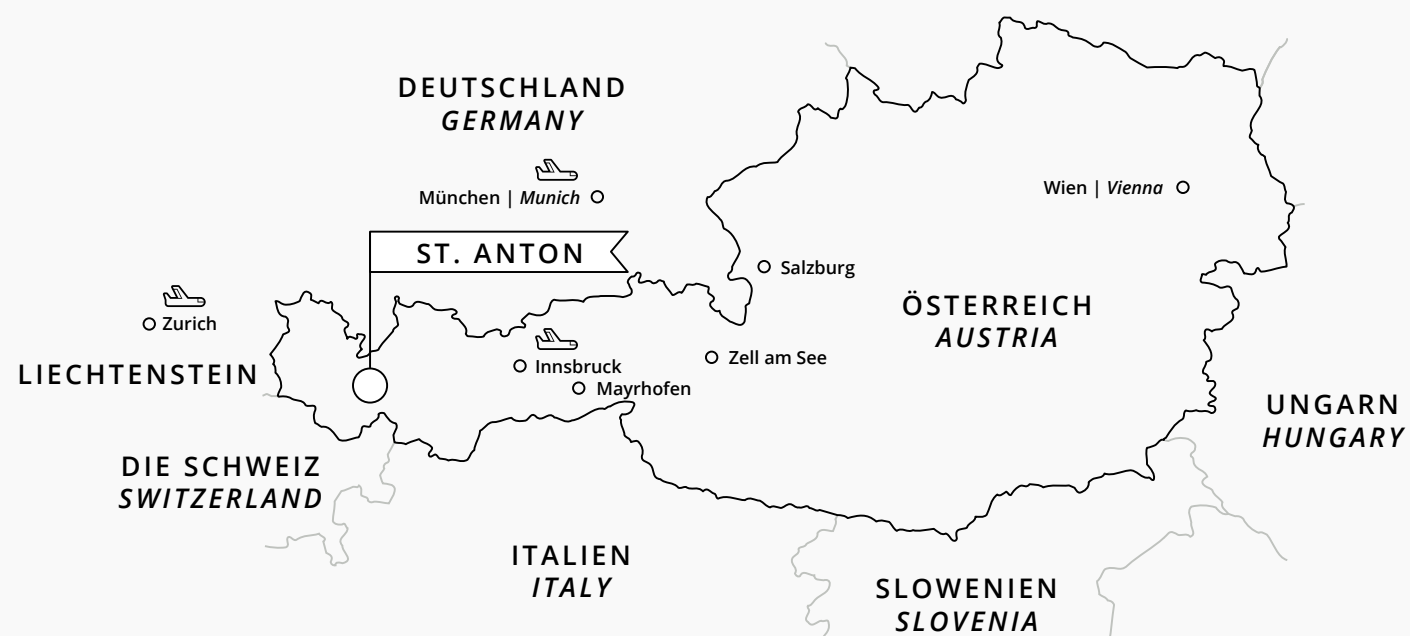 DEUTSCHLAND
GERMANY
München | Munich
Wien | Vienna
ST. ANTON
Salzburg
ÖSTERREICH
AUSTRIA
Zurich
Innsbruck
Zell am See
LIECHTENSTEIN
Mayrhofen
UNGARN
HUNGARY
DIE SCHWEIZ
SWITZERLAND
ITALIEN
ITALY
SLOWENIEN
SLOVENIA